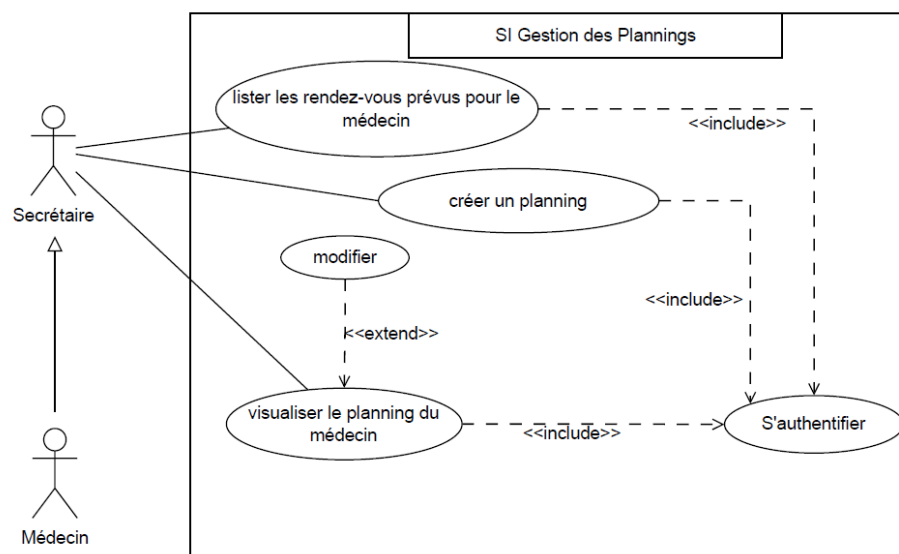 SI Gestion des Plannings
lister les rendez-vous prévus pour le
médecin
<<include>>
Secrétaire
créer un planning
modifier
<<include>>
<<extend>>
visualiser le planning du
médecin
<<include>>
S'authentifier
Médecin